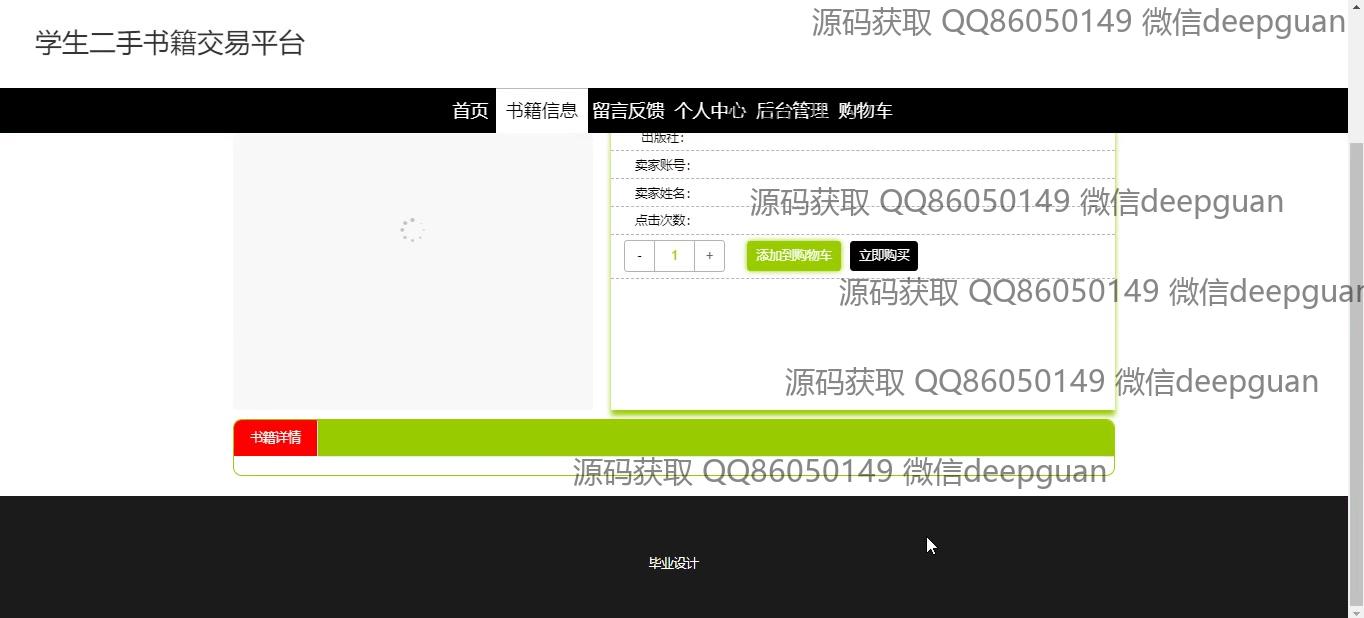 源码获取 QQ86050149 微信deepguan
学生二手书籍交易平台
首页 书籍信息 留言反馈 个人中心 后台管理 购物车
出版社：
卖家账号：
卖家姓名：
源码获取 QQ86050149 微信deepguan
点击次数：
- 1 + 添加到购物车 立即购买
源码获取 QQ86050149 微信deepguan
源码获取 QQ86050149 微信deepguan
书籍详情
源码获取 QQ86050149 微信deepguan
毕业设计